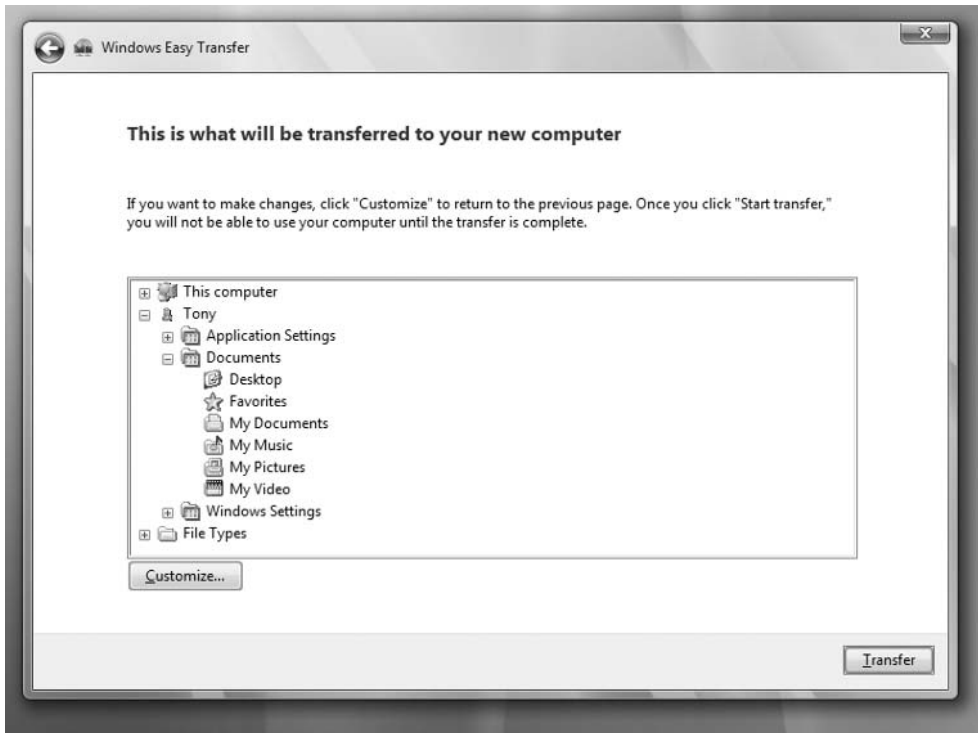 Windows Easy Transfer
This is what will be transferred to your new computer
If you want to make changes, click "Customize" to return to the previous page. Once you click "Start transfer,"
you will not be able to use your computer until the transfer is complete.
This computer
Tony
Application Settings
Documents
Desktop
Favorites
My Documents
My Music
My Pictures
My Video
Windows Settings
File Types
Customize...
Transfer